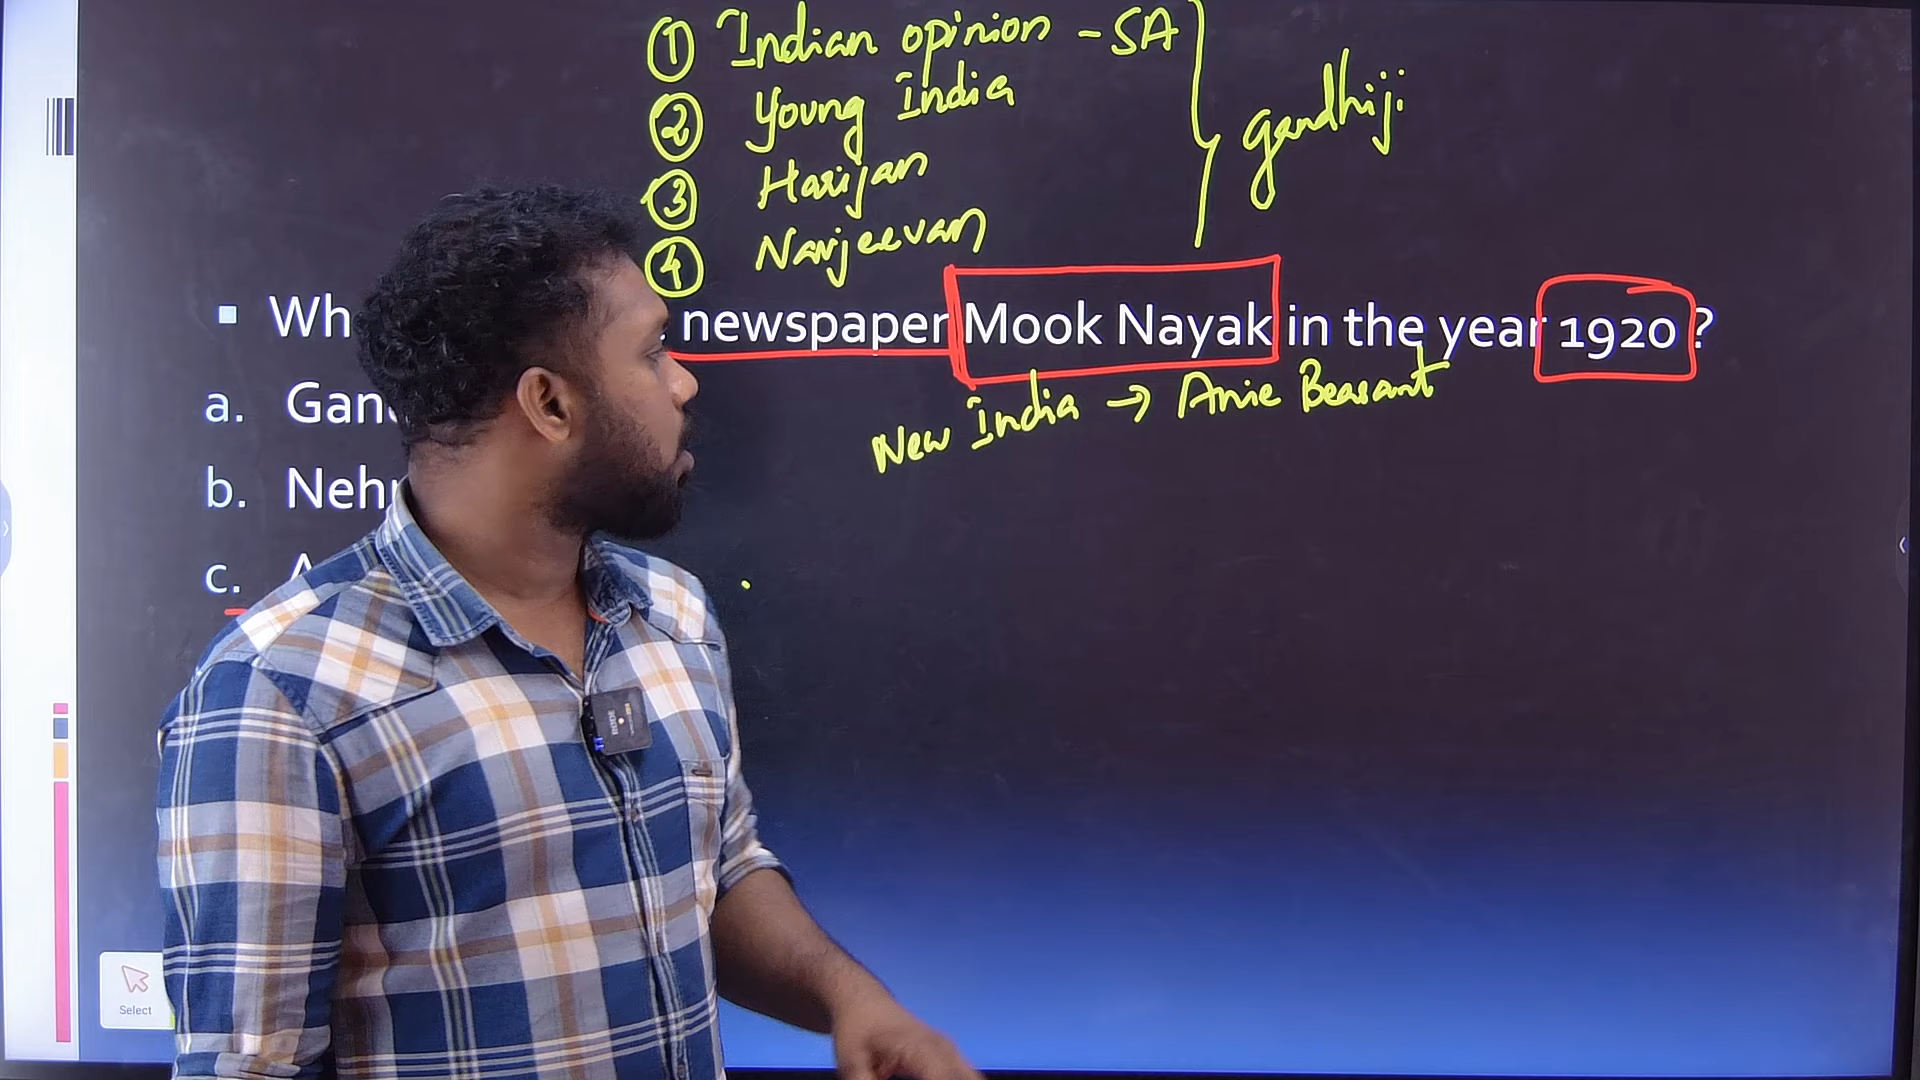 ① Indian opinion - SA
② Young India
③ Harijan
④ Navjeevan
gandhiji
▪ Wh newspaper Mook Nayak in the year 1920 ?
New India → Anie Beasant
a. Gan
b. Neh
c. A
Select
RØDE